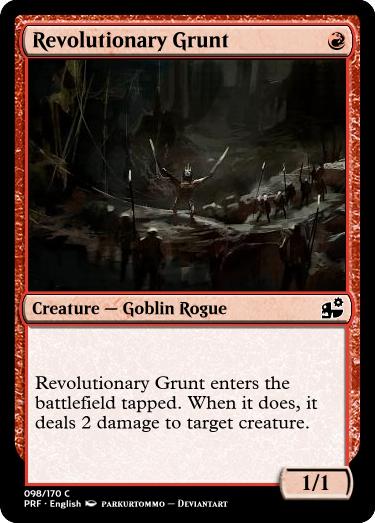 Revolutionary Grunt
Creature — Goblin Rogue
Revolutionary Grunt enters the
battlefield tapped. When it does, it
deals 2 damage to target creature.
1/1
098/170 C
PRF · English PARKURTOMMO — DEVIANTART